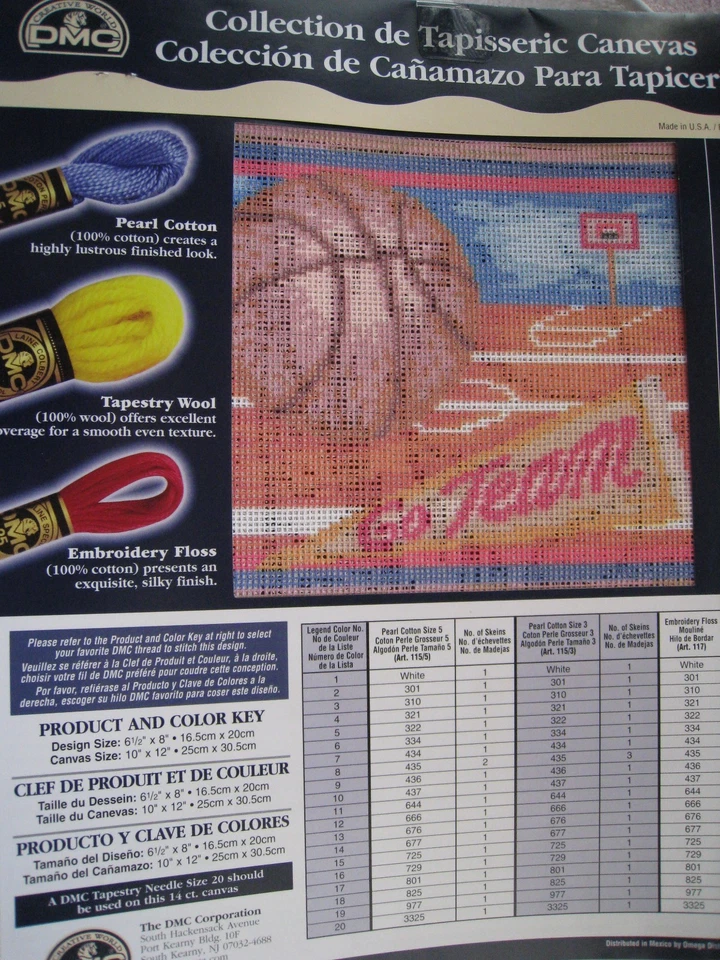 CREATIVE WORLD
DMC
Collection de Tapisserie Canevas
Colección de Cañamazo Para Tapicer
Made in U.S.A. /
Pearl Cotton
(100% cotton) creates a
highly lustrous finished look.
DMC
Tapestry Wool
(100% wool) offers excellent
overage for a smooth even texture.
DMC
Embroidery Floss
(100% cotton) presents an
exquisite, silky finish.
Go Team
Please refer to the Product and Color Key at right to select
your favorite DMC thread to stitch this design.
Veuillez se référer à la Clef de Produit et Couleur, à la droite,
choisir votre fil de DMC préféré pour coudre cette conception.
Por favor, refiérase al Producto y Clave de Colores a la
derecha, escoger su hilo DMC favorito para coser este diseño.
PRODUCT AND COLOR KEY
Design Size: 6 1/2" x 8" • 16.5cm x 20cm
Canvas Size: 10" x 12" • 25cm x 30.5cm
CLEF DE PRODUIT ET DE COULEUR
Taille du Dessein: 6 1/2" x 8" • 16.5cm x 20cm
Taille du Canevas: 10" x 12" • 25cm x 30.5cm
PRODUCTO Y CLAVE DE COLORES
Tamaño del Diseño: 6 1/2" x 8" • 16.5cm x 20cm
Tamaño del Cañamazo: 10" x 12" • 25cm x 30.5cm
A DMC Tapestry Needle Size 20 should
be used on this 14 ct. canvas
CREATIVE WORLD
DMC
The DMC Corporation
South Hackensack Avenue
Port Kearny Bldg. 10F
South Kearny, NJ 07032-4688
Legend Color No. No de Couleur de la Liste Número de Color de la Lista
Pearl Cotton Size 5 Coton Perle Grosseur 5 Algodón Perle Tamaño 5 (Art. 115/5)
No. of Skeins No. d'échevettes No. de Madejas
Pearl Cotton Size 3 Coton Perle Grosseur 3 Algodón Perle Tamaño 3 (Art. 115/3)
No. of Skeins No. d'échevettes No. de Madejas
Embroidery Floss Mouliné Hilo de Bordar (Art. 117)
1 White 1 White 1 White
2 301 1 301 1 301
3 310 1 310 1 310
4 321 1 321 1 321
5 322 1 322 1 322
6 334 1 334 1 334
7 434 1 434 1 434
8 435 2 435 3 435
9 436 1 436 1 436
10 437 1 437 1 437
11 644 1 644 1 644
12 666 1 666 1 666
13 676 1 676 1 676
14 677 1 677 1 677
15 725 1 725 1 725
16 729 1 729 1 729
17 801 1 801 1 801
18 825 1 825 1 825
19 977 1 977 1 977
20 3325 1 3325 1 3325
Distributed in Mexico by Omega